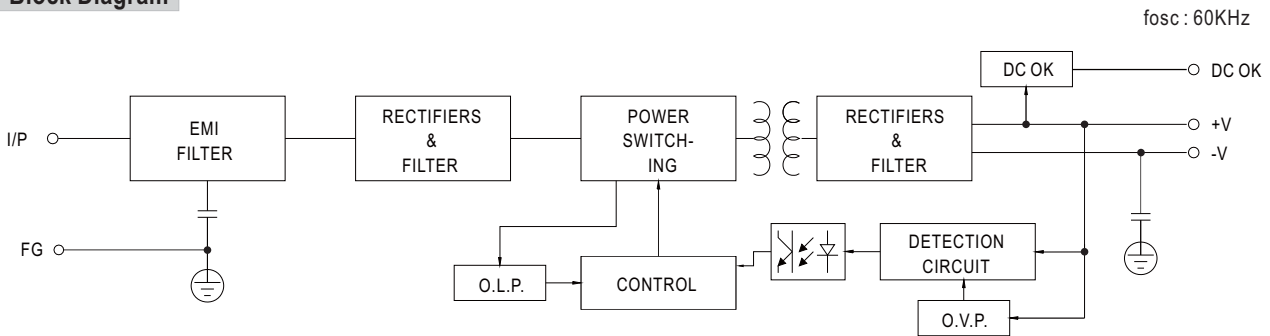 Block Diagram
fosc : 60KHz
DC OK
DC OK
I/P
EMI
FILTER
RECTIFIERS
&
FILTER
POWER
SWITCH-
ING
RECTIFIERS
&
FILTER
+V
-V
FG
O.L.P.
CONTROL
DETECTION
CIRCUIT
O.V.P.